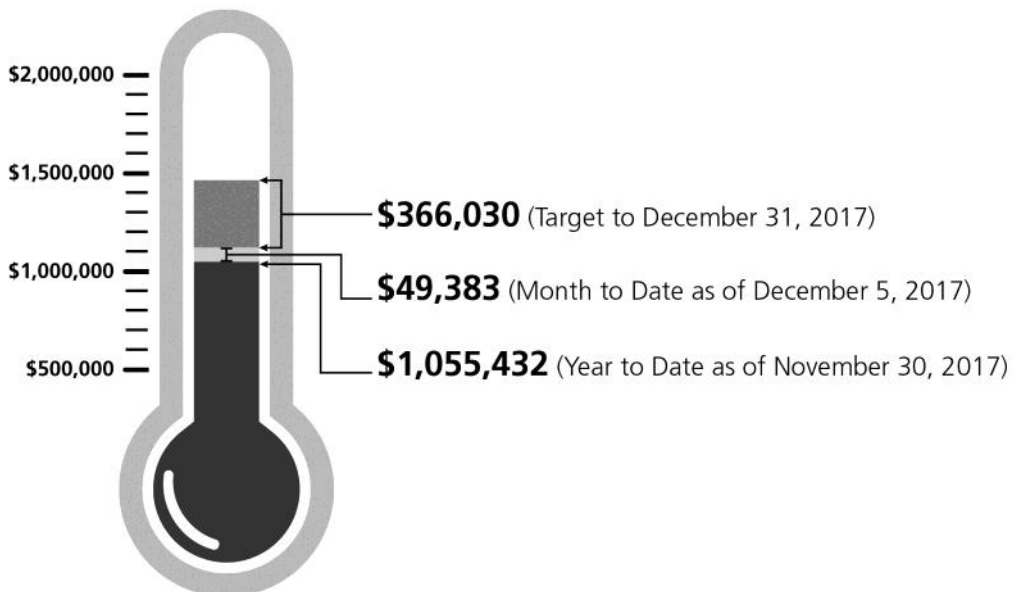 $2,000,000
$1,500,000
$1,000,000
$500,000
$366,030 (Target to December 31, 2017)
$49,383 (Month to Date as of December 5, 2017)
$1,055,432 (Year to Date as of November 30, 2017)